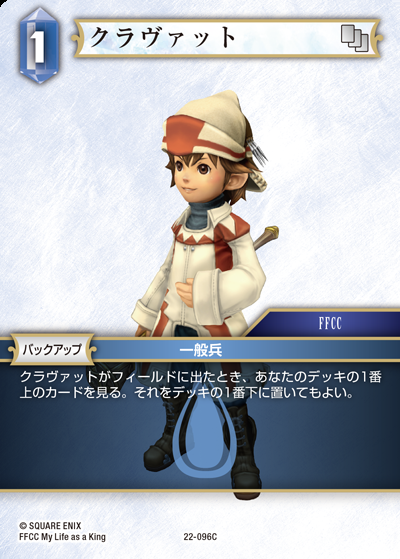 1
クラヴァット
FFCC
バックアップ
一般兵
クラヴァットがフィールドに出たとき、あなたのデッキの1番
上のカードを見る。それをデッキの1番下に置いてもよい。
© SQUARE ENIX
FFCC My Life as a King
22-096C